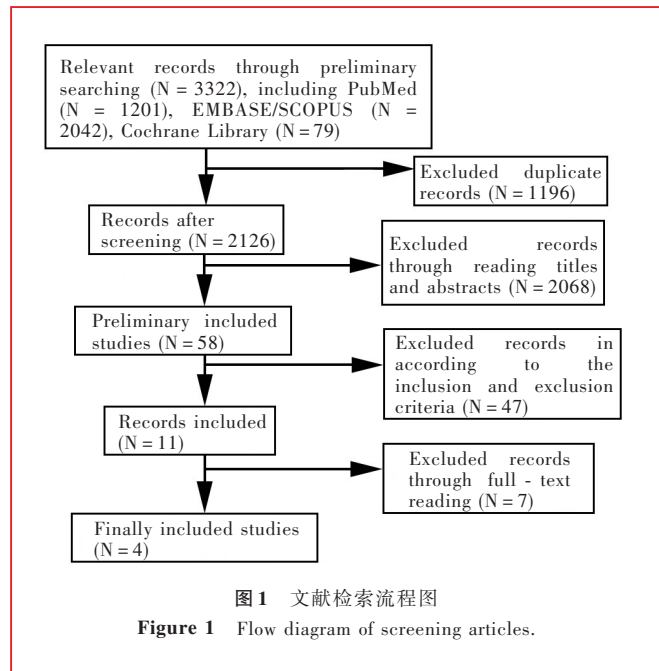 Relevant records through preliminary
searching (N = 3322), including PubMed
(N = 1201), EMBASE/SCOPUS (N =
2042), Cochrane Library (N = 79)
Excluded duplicate
records (N = 1196)
Records after
screening (N = 2126)
Excluded records
through reading titles
and abstracts (N = 2068)
Preliminary included
studies (N = 58)
Excluded records in
according to the
inclusion and exclusion
criteria (N = 47)
Records included
(N = 11)
Excluded records
through full - text
reading (N = 7)
Finally included studies
(N = 4)
图1 文献检索流程图
Figure 1 Flow diagram of screening articles.